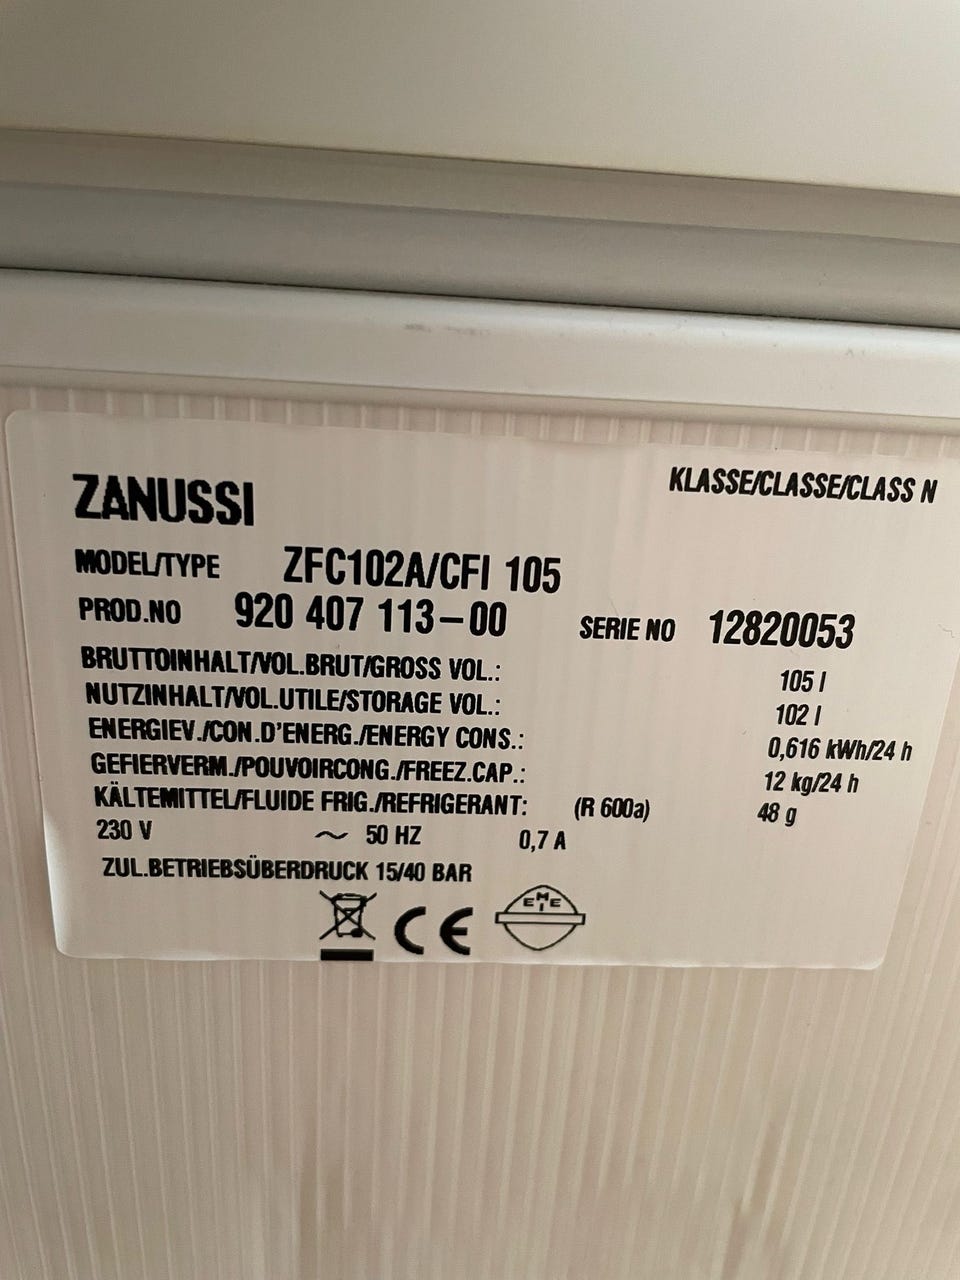 ZANUSSI
KLASSE/CLASSE/CLASS N
MODEL/TYPE ZFC102A/CFI 105
PROD.NO 920 407 113-00 SERIE NO 12820053
BRUTTOINHALT/VOL.BRUT/GROSS VOL.: 105 l
NUTZINHALT/VOL.UTILE/STORAGE VOL.: 102 l
ENERGIEV./CON.D'ENERG./ENERGY CONS.: 0,616 kWh/24 h
GEFIERVERM./POUVOIRCONG./FREEZ.CAP.: 12 kg/24 h
KÄLTEMITTEL/FLUIDE FRIG./REFRIGERANT: (R 600a) 48 g
230 V ~ 50 HZ 0,7 A
ZUL.BETRIEBSÜBERDRUCK 15/40 BAR
CE
EMEI